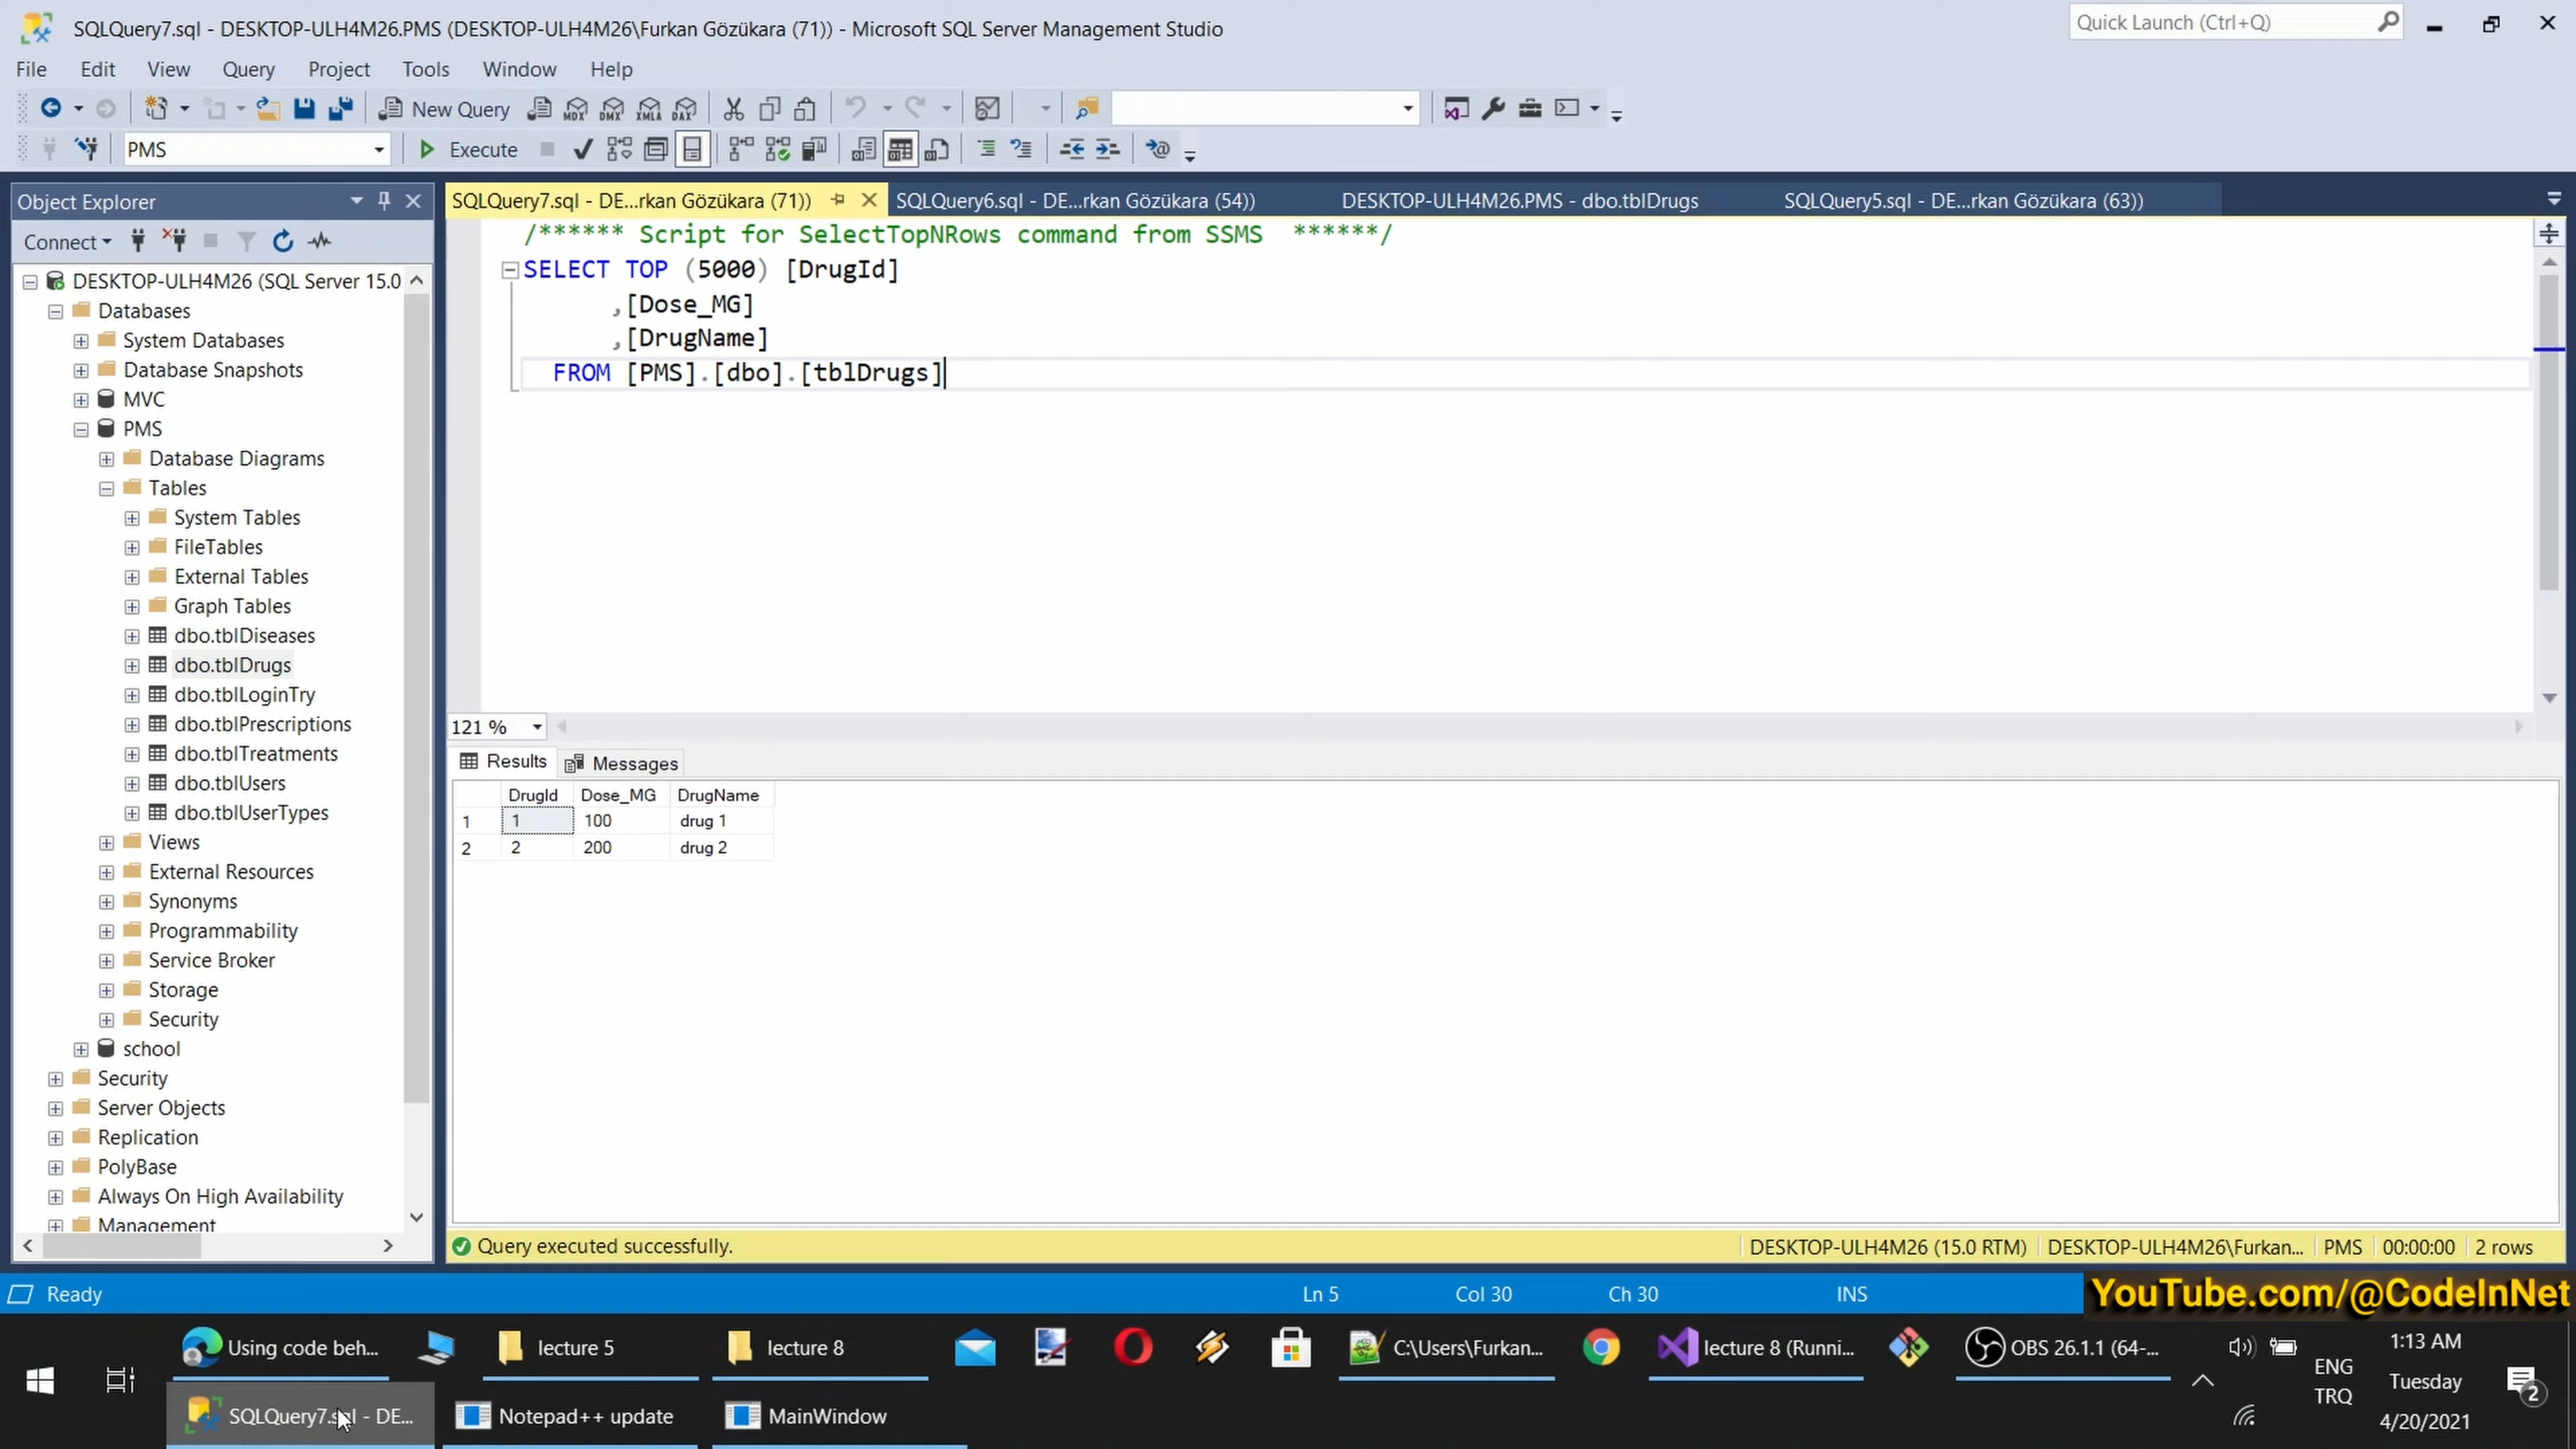 SQLQuery7.sql - DESKTOP-ULH4M26.PMS (DESKTOP-ULH4M26\Furkan Gözükara (71)) - Microsoft SQL Server Management Studio
Quick Launch (Ctrl+Q)
File Edit View Query Project Tools Window Help
New Query MDX DMX XMLA DAX
PMS Execute
Object Explorer
Connect
DESKTOP-ULH4M26 (SQL Server 15.0
Databases
System Databases
Database Snapshots
MVC
PMS
Database Diagrams
Tables
System Tables
FileTables
External Tables
Graph Tables
dbo.tblDiseases
dbo.tblDrugs
dbo.tblLoginTry
dbo.tblPrescriptions
dbo.tblTreatments
dbo.tblUsers
dbo.tblUserTypes
Views
External Resources
Synonyms
Programmability
Service Broker
Storage
Security
school
Security
Server Objects
Replication
PolyBase
Always On High Availability
Management
SQLQuery7.sql - DE...rkan Gözükara (71)) SQLQuery6.sql - DE...rkan Gözükara (54)) DESKTOP-ULH4M26.PMS - dbo.tblDrugs SQLQuery5.sql - DE...rkan Gözükara (63))
/****** Script for SelectTopNRows command from SSMS ******/
SELECT TOP (5000) [DrugId]
,[Dose_MG]
,[DrugName]
FROM [PMS].[dbo].[tblDrugs]
121 %
Results Messages
DrugId Dose_MG DrugName
1 1 100 drug 1
2 2 200 drug 2
Query executed successfully. DESKTOP-ULH4M26 (15.0 RTM) DESKTOP-ULH4M26\Furkan... PMS 00:00:00 2 rows
Ready Ln 5 Col 30 Ch 30 INS
YouTube.com/@CodeInNet
Using code beh... lecture 5 lecture 8 C:\Users\Furkan... lecture 8 (Runni... OBS 26.1.1 (64-...
SQLQuery7.sql - DE... Notepad++ update MainWindow
ENG
TRQ
1:13 AM
Tuesday
4/20/2021
2